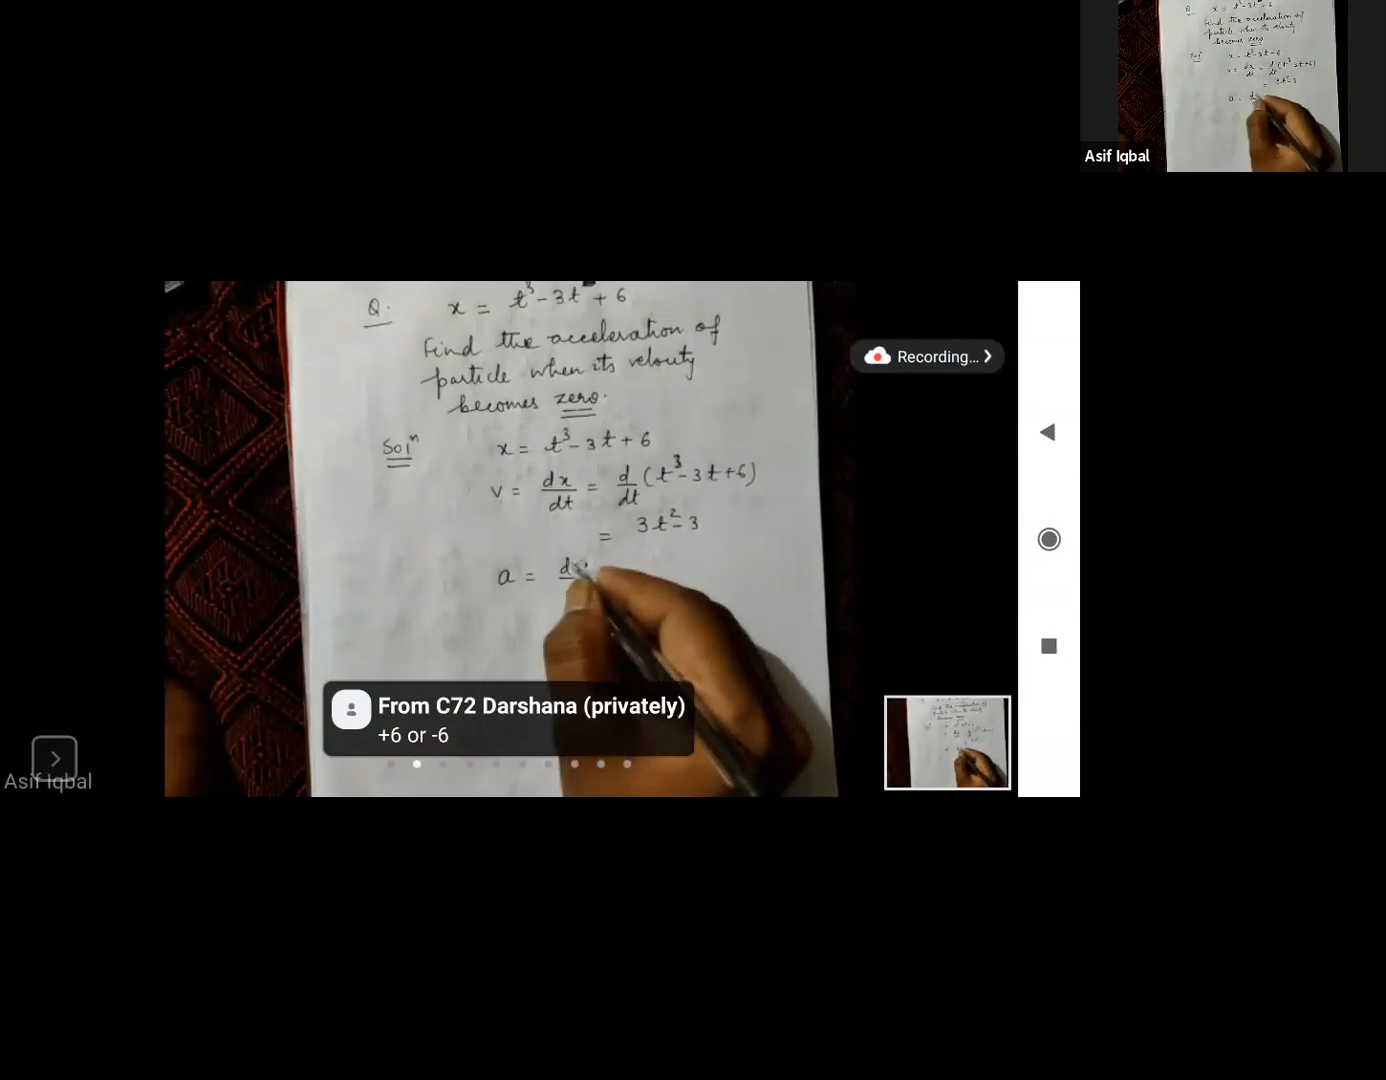 Q. x = t³ - 3t + 6
Find the acceleration of
particle when its velocity
becomes zero.
Solⁿ x = t³ - 3t + 6
v = dx/dt = d/dt (t³ - 3t + 6)
= 3t² - 3
a = d
Asif Iqbal
Recording...
From C72 Darshana (privately)
+6 or -6
Asif Iqbal